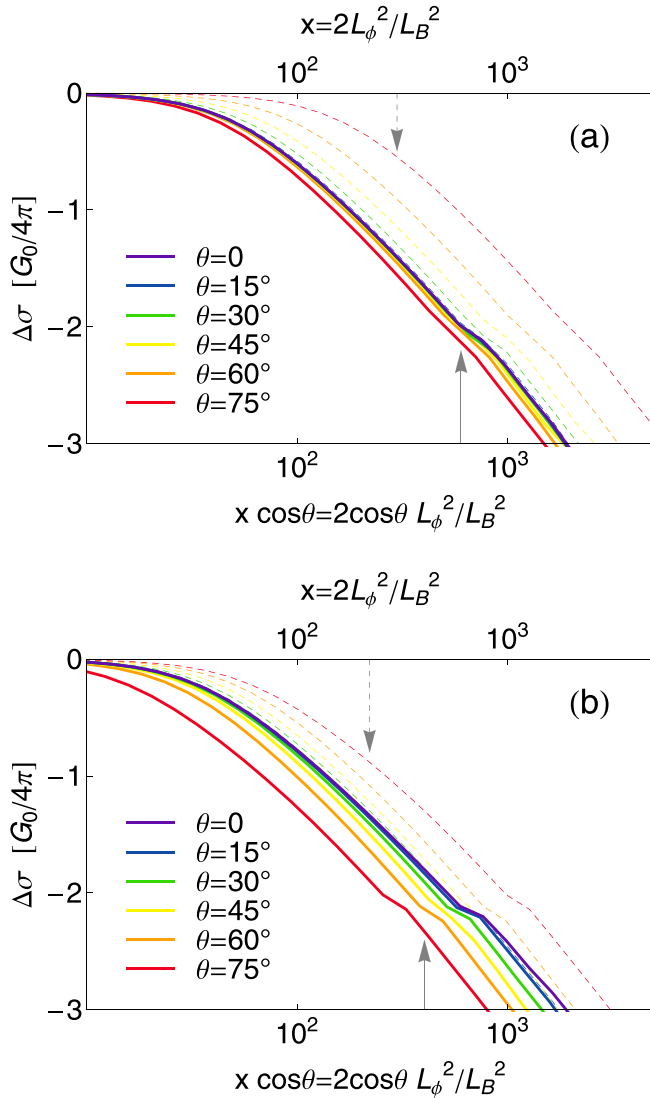 x=2L_ϕ²/L_B²
10² 10³
0
(a)
−1
Δσ [G₀/4π]
θ=0
θ=15°
θ=30°
−2
θ=45°
θ=60°
θ=75°
−3
10² 10³
x cosθ=2cosθ L_ϕ²/L_B²
x=2L_ϕ²/L_B²
10² 10³
0
(b)
−1
Δσ [G₀/4π]
θ=0
θ=15°
θ=30°
−2
θ=45°
θ=60°
θ=75°
−3
10² 10³
x cosθ=2cosθ L_ϕ²/L_B²